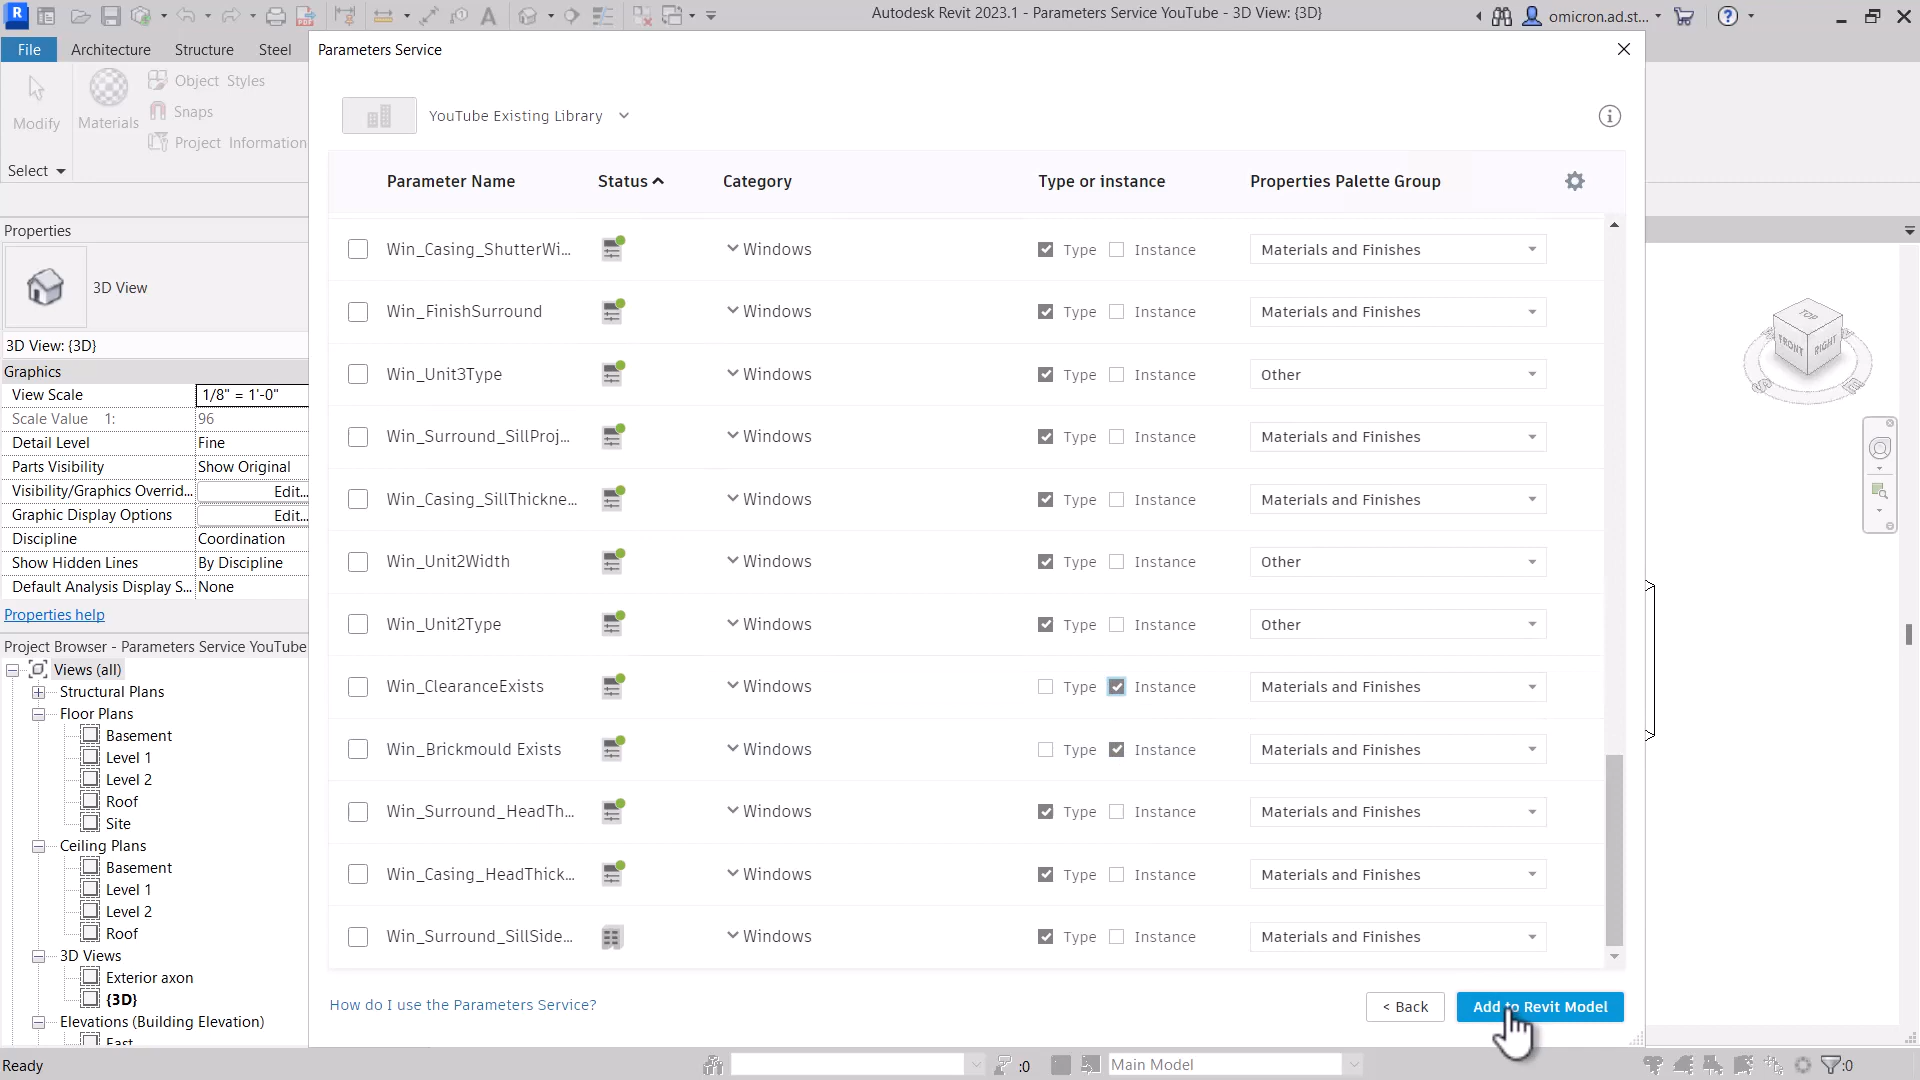 Autodesk Revit 2023.1 - Parameters Service YouTube - 3D View: {3D}
omicron.ad.st...
File
Architecture
Structure
Steel
Modify
Materials
Object Styles
Snaps
Project Information
Select
Properties
3D View
3D View: {3D}
Graphics
View Scale
1/8" = 1'-0"
Scale Value 1:
96
Detail Level
Fine
Parts Visibility
Show Original
Visibility/Graphics Overrid...
Edit...
Graphic Display Options
Edit...
Discipline
Coordination
Show Hidden Lines
By Discipline
Default Analysis Display S...
None
Properties help
Project Browser - Parameters Service YouTube
Views (all)
Structural Plans
Floor Plans
Basement
Level 1
Level 2
Roof
Site
Ceiling Plans
Basement
Level 1
Level 2
Roof
3D Views
Exterior axon
{3D}
Elevations (Building Elevation)
East
Parameters Service
YouTube Existing Library
Parameter Name
Status
Category
Type or instance
Properties Palette Group
Win_Casing_ShutterWi...
Windows
Type
Instance
Materials and Finishes
Win_FinishSurround
Windows
Type
Instance
Materials and Finishes
Win_Unit3Type
Windows
Type
Instance
Other
Win_Surround_SillProj...
Windows
Type
Instance
Materials and Finishes
Win_Casing_SillThickne...
Windows
Type
Instance
Materials and Finishes
Win_Unit2Width
Windows
Type
Instance
Other
Win_Unit2Type
Windows
Type
Instance
Other
Win_ClearanceExists
Windows
Type
Instance
Materials and Finishes
Win_Brickmould Exists
Windows
Type
Instance
Materials and Finishes
Win_Surround_HeadTh...
Windows
Type
Instance
Materials and Finishes
Win_Casing_HeadThick...
Windows
Type
Instance
Materials and Finishes
Win_Surround_SillSide...
Windows
Type
Instance
Materials and Finishes
How do I use the Parameters Service?
< Back
Add to Revit Model
TOP
FRONT
RIGHT
S
E
Ready
:0
Main Model
:0